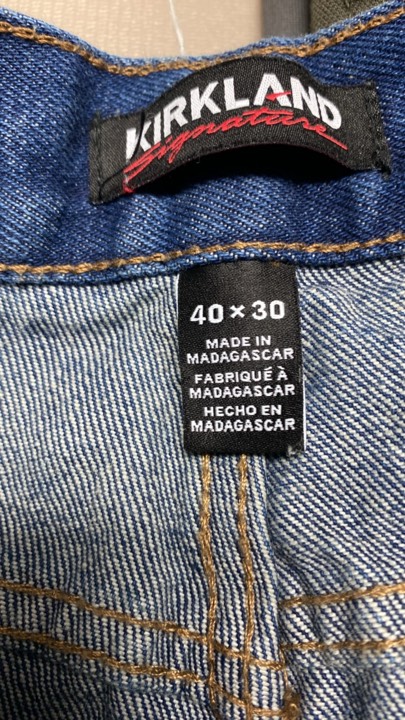 KIRKLAND
Signature
40 × 30
MADE IN
MADAGASCAR
FABRIQUÉ À
MADAGASCAR
HECHO EN
MADAGASCAR